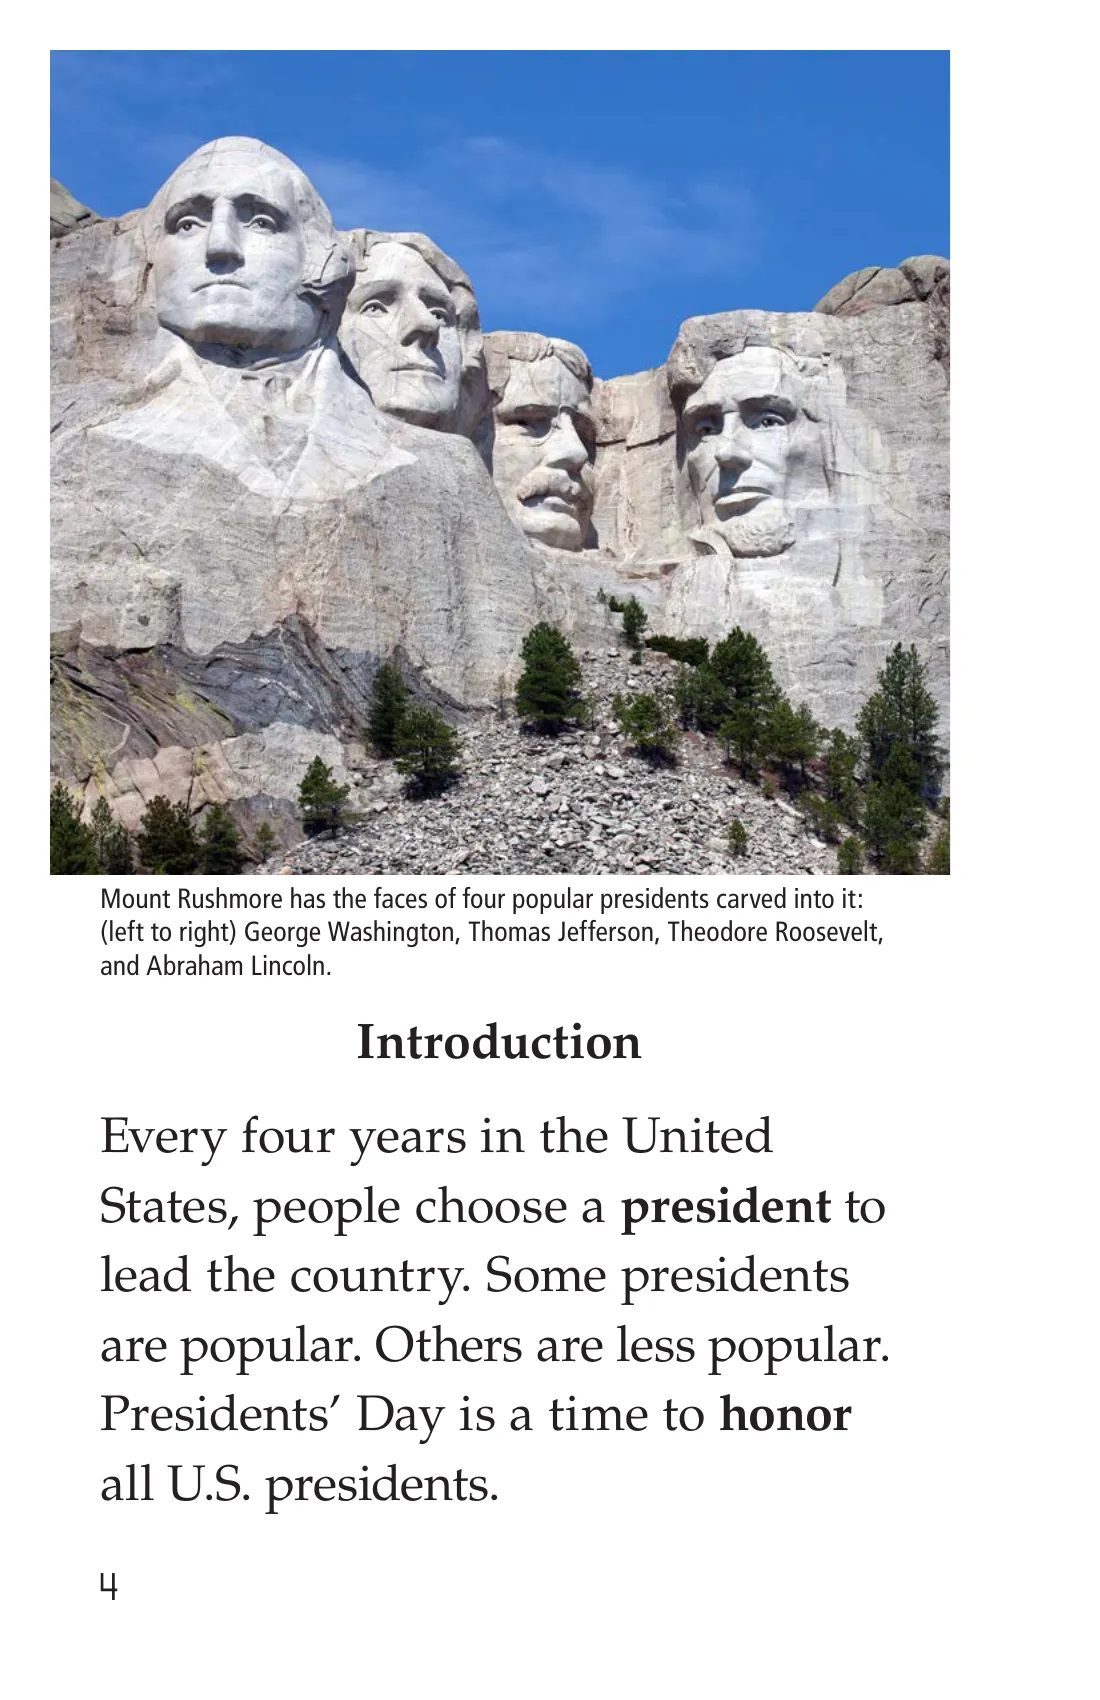 Mount Rushmore has the faces of four popular presidents carved into it:
(left to right) George Washington, Thomas Jefferson, Theodore Roosevelt,
and Abraham Lincoln.
Introduction
Every four years in the United
States, people choose a president to
lead the country. Some presidents
are popular. Others are less popular.
Presidents’ Day is a time to honor
all U.S. presidents.
4